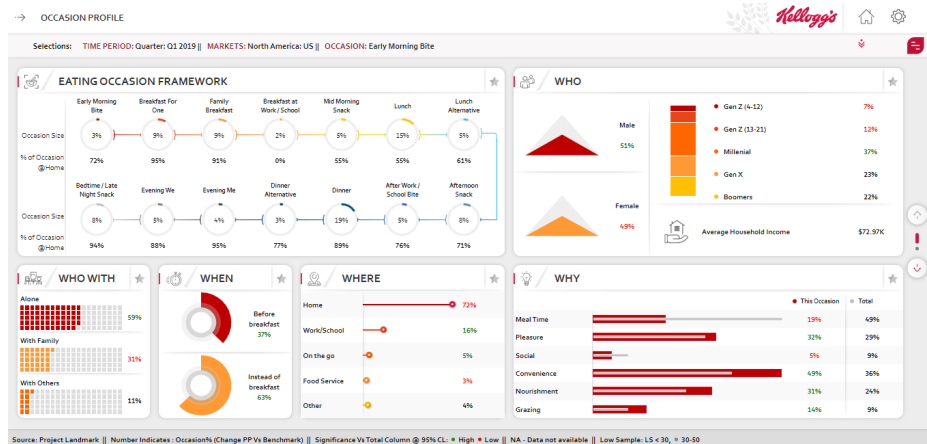 OCCASION PROFILE
Kellogg's
Selections: TIME PERIOD: Quarter: Q1 2019 || MARKETS: North America: US || OCCASION: Early Morning Bite
EATING OCCASION FRAMEWORK
Early Morning Bite
Breakfast For One
Family Breakfast
Breakfast at Work / School
Mid Morning Snack
Lunch
Lunch Alternative
Occasion Size 3% 9% 9% 2% 5% 15% 5%
% of Occasion @Home 72% 95% 91% 0% 55% 55% 61%
Bedtime / Late Night Snack
Evening We
Evening Me
Dinner Alternative
Dinner
After Work / School Bite
Afternoon Snack
Occasion Size 8% 5% 4% 3% 19% 5% 8%
% of Occasion @Home 94% 88% 95% 77% 89% 76% 71%
WHO
Male
51%
Female
49%
Gen Z (4-12) 7%
Gen Z (13-21) 12%
Millenial 37%
Gen X 23%
Boomers 22%
Average Household Income $72.97K
WHO WITH
Alone
59%
With Family
31%
With Others
11%
WHEN
Before breakfast
37%
Instead of breakfast
63%
WHERE
Home 72%
Work/School 16%
On the go 5%
Food Service 3%
Other 4%
WHY
This Occasion Total
Meal Time 19% 49%
Pleasure 32% 29%
Social 5% 9%
Convenience 49% 36%
Nourishment 31% 24%
Grazing 14% 9%
Source: Project Landmark || Number Indicates : Occasion% (Change PP Vs Benchmark) || Significance Vs Total Column @ 95% CL: • High • Low || NA - Data not available || Low Sample: LS < 30, • 30-50